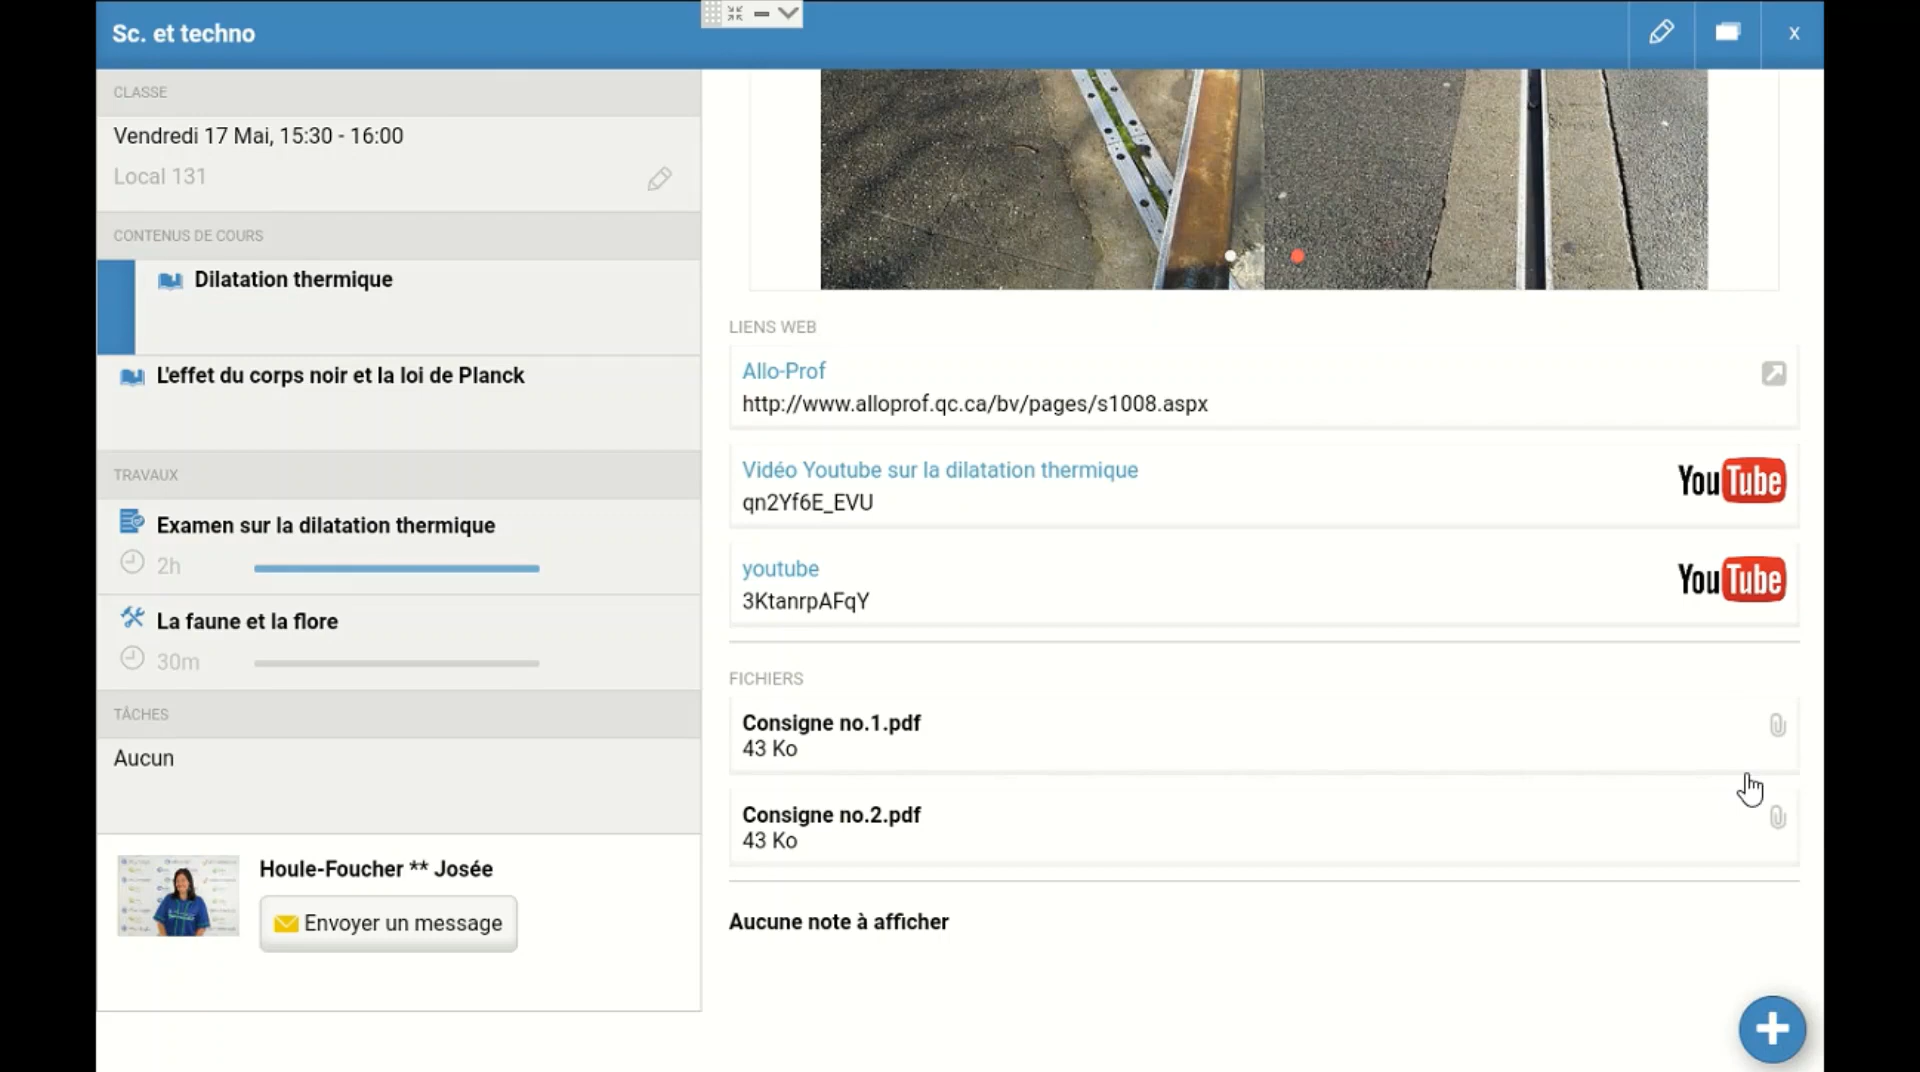 Sc. et techno
x
CLASSE
Vendredi 17 Mai, 15:30 - 16:00
Local 131
CONTENUS DE COURS
Dilatation thermique
L'effet du corps noir et la loi de Planck
TRAVAUX
Examen sur la dilatation thermique
2h
La faune et la flore
30m
TÂCHES
Aucun
Houle-Foucher ** Josée
Envoyer un message
LIENS WEB
Allo-Prof
http://www.alloprof.qc.ca/bv/pages/s1008.aspx
Vidéo Youtube sur la dilatation thermique
qn2Yf6E_EVU
YouTube
youtube
3KtanrpAFqY
YouTube
FICHIERS
Consigne no.1.pdf
43 Ko
Consigne no.2.pdf
43 Ko
Aucune note à afficher